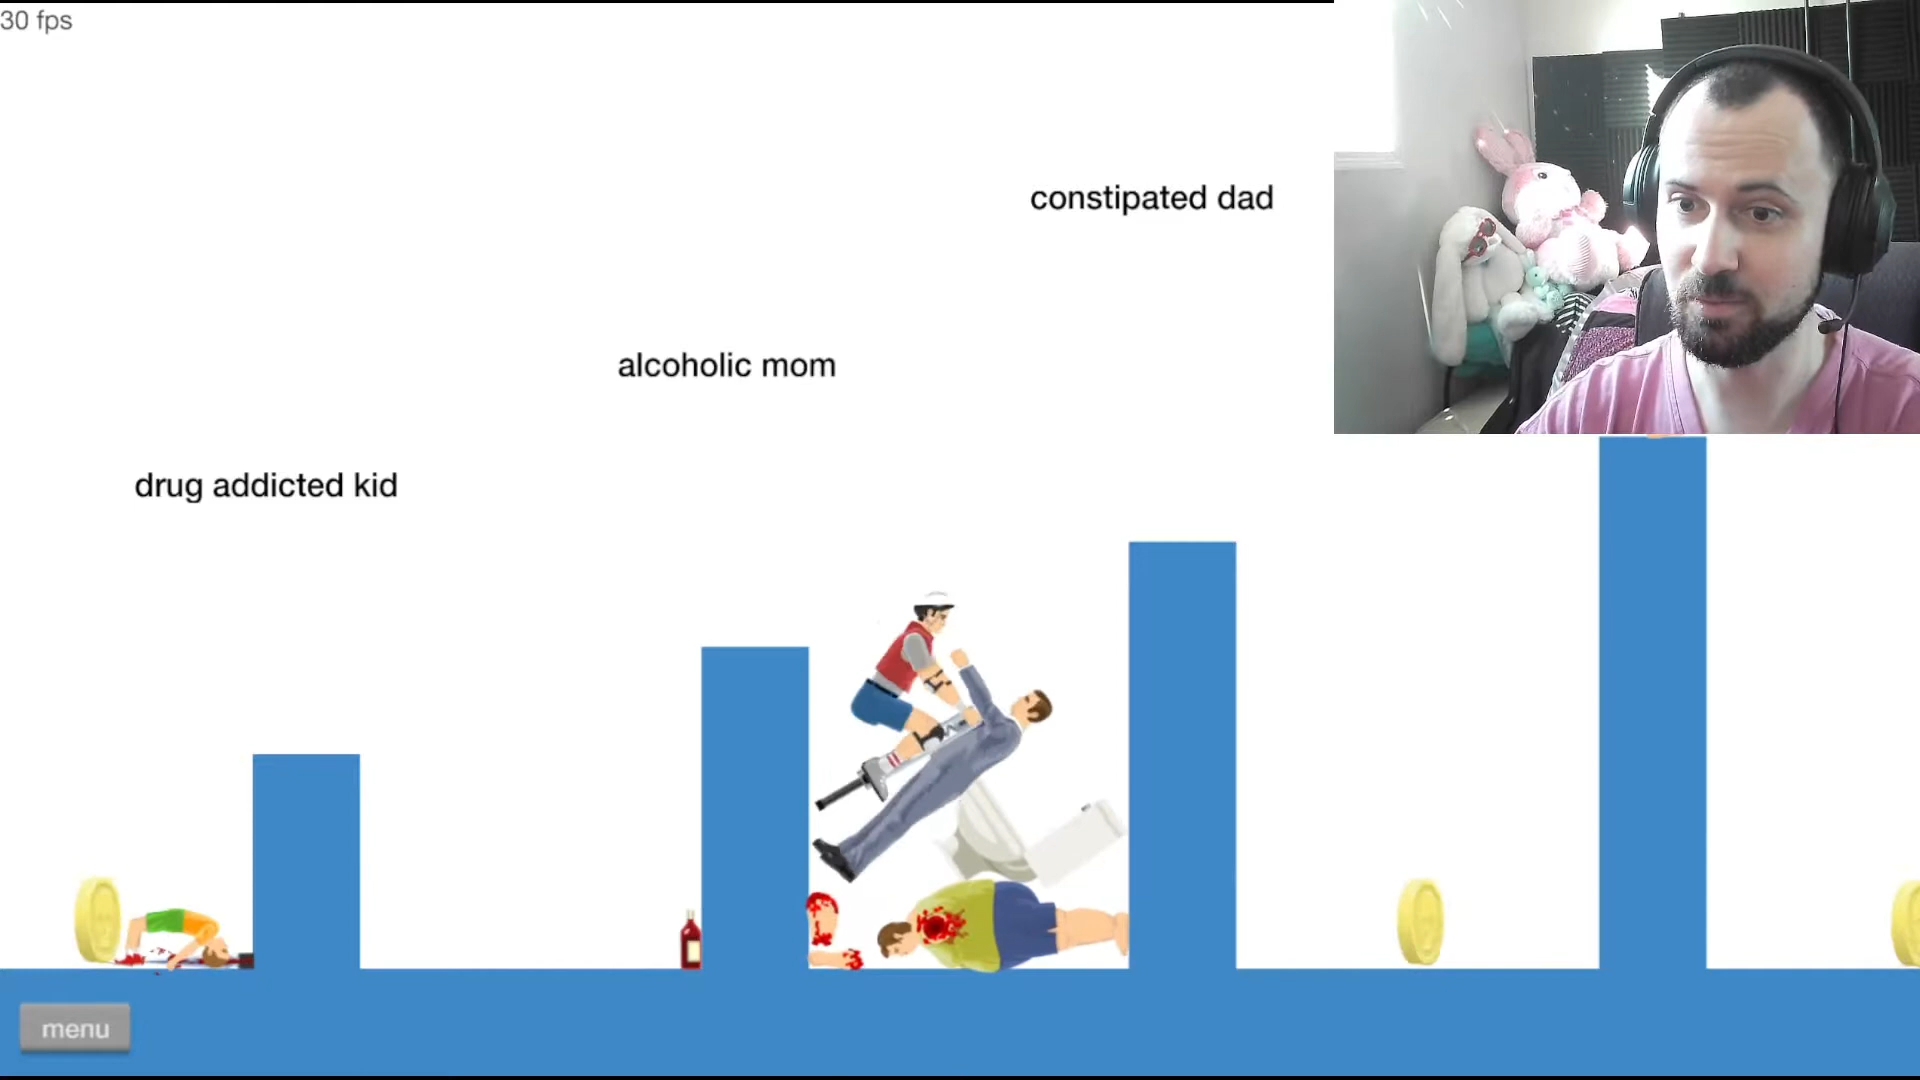 30 fps
constipated dad
alcoholic mom
drug addicted kid
menu